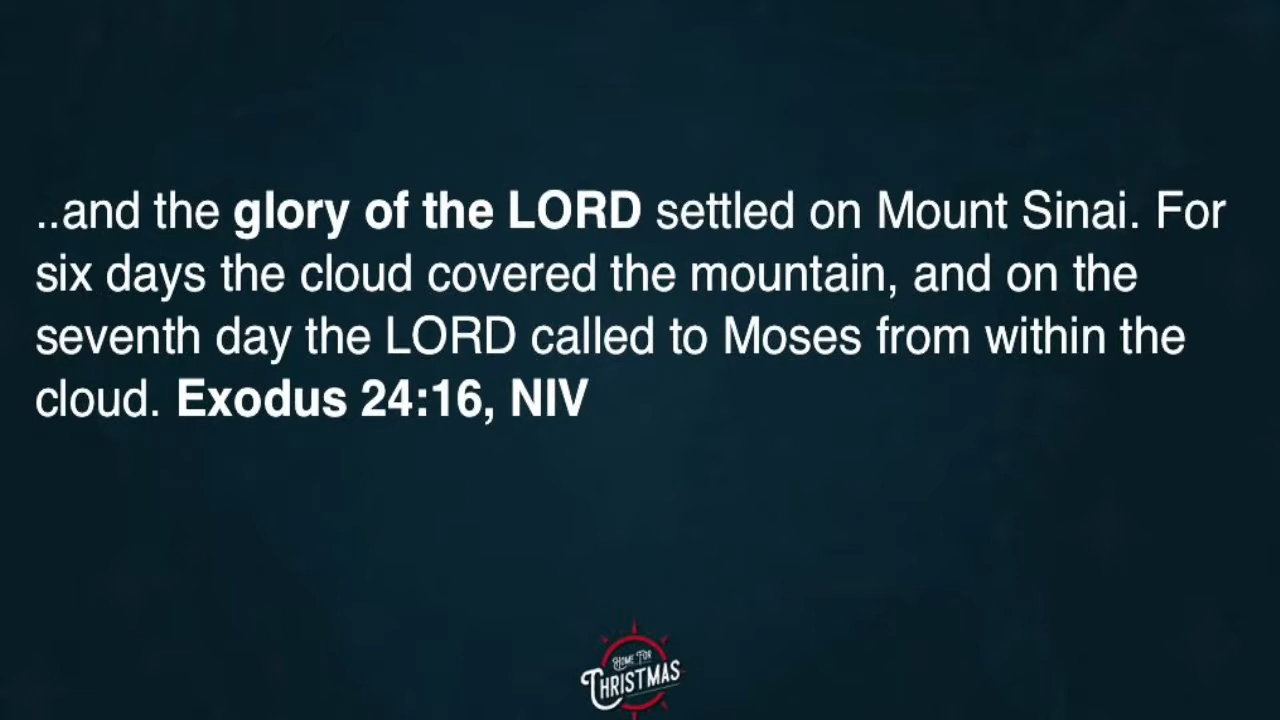 ..and the glory of the LORD settled on Mount Sinai. For
six days the cloud covered the mountain, and on the
seventh day the LORD called to Moses from within the
cloud. Exodus 24:16, NIV
HOME FOR
CHRISTMAS